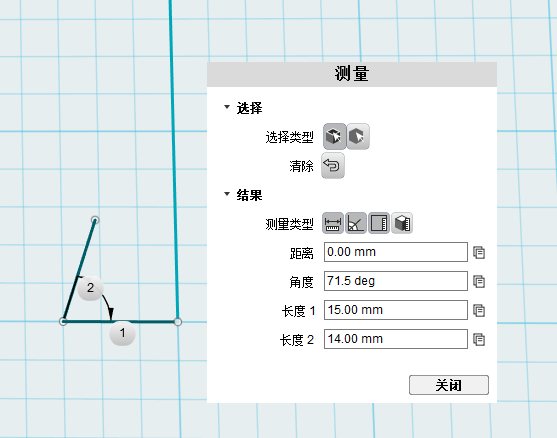 测量
选择
选择类型
清除
结果
测量类型
距离 0.00 mm
角度 71.5 deg
长度 1 15.00 mm
长度 2 14.00 mm
关闭
2
1